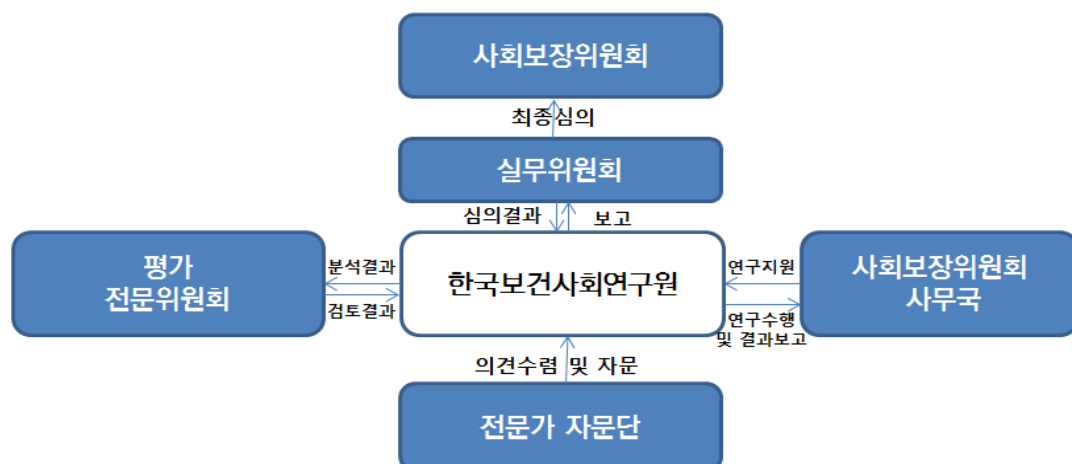 사회보장위원회
최종심의
실무위원회
심의결과
보고
평가
전문위원회
분석결과
검토결과
한국보건사회연구원
연구지원
연구수행
및 결과보고
사회보장위원회
사무국
의견수렴 및 자문
전문가 자문단